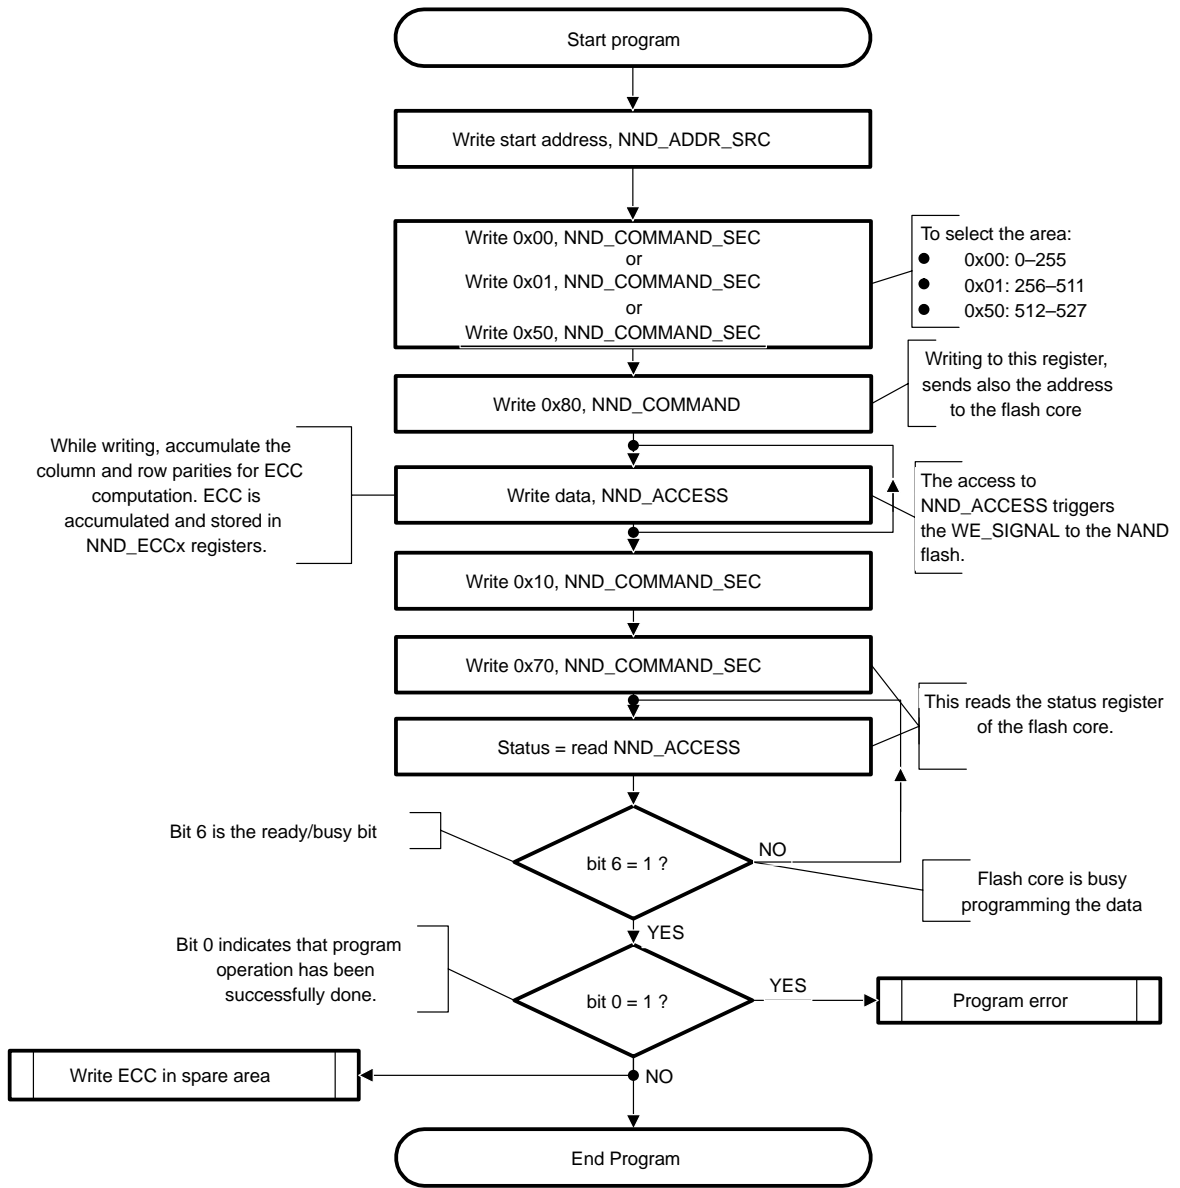 Start program
Write start address, NND_ADDR_SRC
Write 0x00, NND_COMMAND_SEC
or
Write 0x01, NND_COMMAND_SEC
or
Write 0x50, NND_COMMAND_SEC
To select the area:
● 0x00: 0–255
● 0x01: 256–511
● 0x50: 512–527
Write 0x80, NND_COMMAND
Writing to this register,
sends also the address
to the flash core
While writing, accumulate the
column and row parities for ECC
computation. ECC is
accumulated and stored in
NND_ECCx registers.
Write data, NND_ACCESS
The access to
NND_ACCESS triggers
the WE_SIGNAL to the NAND
flash.
Write 0x10, NND_COMMAND_SEC
Write 0x70, NND_COMMAND_SEC
This reads the status register
of the flash core.
Status = read NND_ACCESS
Bit 6 is the ready/busy bit
bit 6 = 1 ?
NO
Flash core is busy
programming the data
YES
Bit 0 indicates that program
operation has been
successfully done.
bit 0 = 1 ?
YES
Program error
Write ECC in spare area
NO
End Program